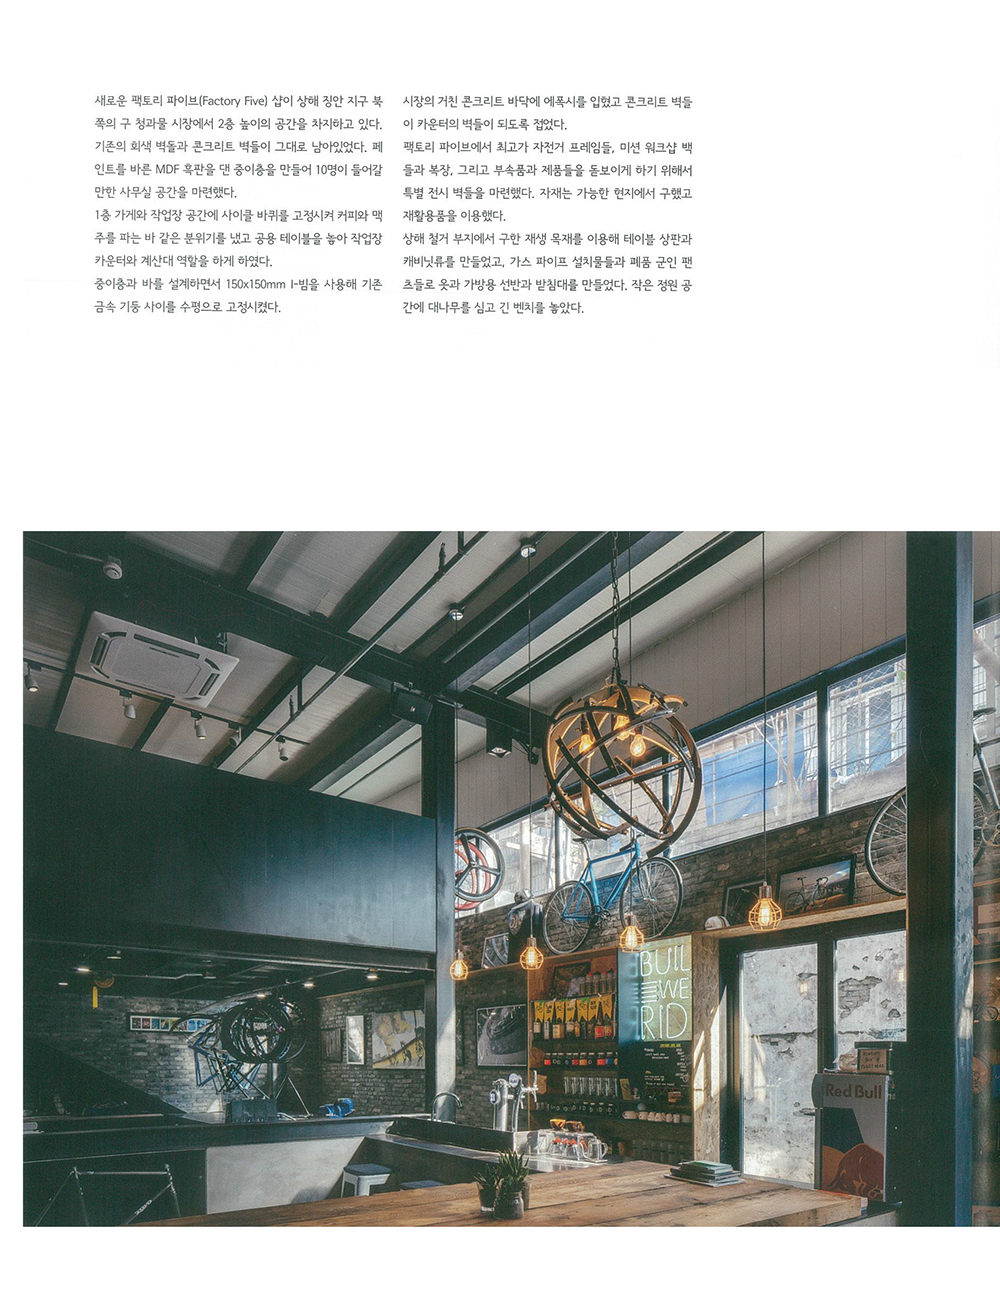 새로운 팩토리 파이브(Factory Five) 샵이 상해 징안 지구 북
쪽의 구 청과물 시장에서 2층 높이의 공간을 차지하고 있다.
기존의 회색 벽돌과 콘크리트 벽들이 그대로 남아있었다. 페
인트를 바른 MDF 흑판을 댄 중이층을 만들어 10명이 들어갈
만한 사무실 공간을 마련했다.
1층 가게와 작업장 공간에 사이클 바퀴를 고정시켜 커피와 맥
주를 파는 바 같은 분위기를 냈고 공용 테이블을 놓아 작업장
카운터와 계산대 역할을 하게 하였다.
중이층과 바를 설계하면서 150x150mm I-빔을 사용해 기존
금속 기둥 사이를 수평으로 고정시켰다.
시장의 거친 콘크리트 바닥에 에폭시를 입혔고 콘크리트 벽들
이 카운터의 벽들이 되도록 접었다.
팩토리 파이브에서 최고가 자전거 프레임들, 미션 워크샵 백
들과 복장, 그리고 부속품과 제품들을 돋보이게 하기 위해서
특별 전시 벽들을 마련했다. 자재는 가능한 현지에서 구했고
재활용품을 이용했다.
상해 철거 부지에서 구한 재생 목재를 이용해 테이블 상판과
캐비닛류를 만들었고, 가스 파이프 설치물들과 폐품 군인 팬
츠들로 옷과 가방용 선반과 받침대를 만들었다. 작은 정원 공
간에 대나무를 심고 긴 벤치를 놓았다.
BUIL
WE
RID
Red Bull